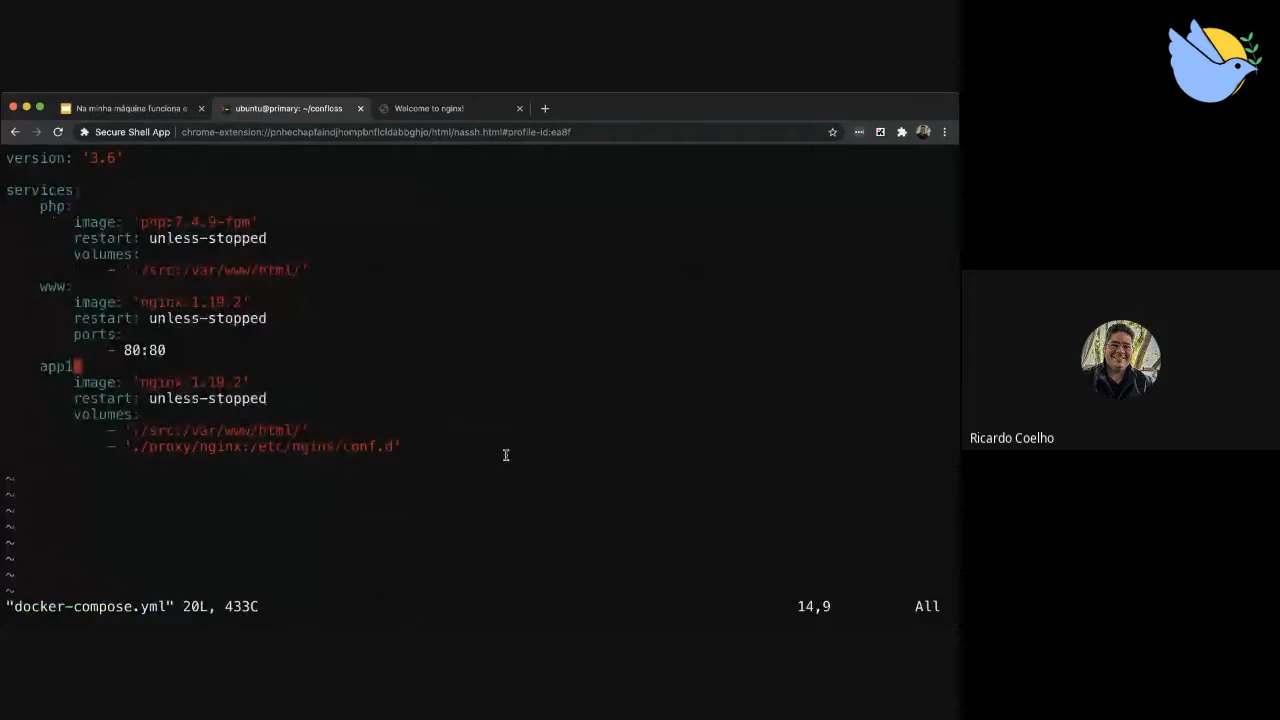 Na minha máquina funciona e
ubuntu@primary: ~/confloss
Welcome to nginx!
Secure Shell App
chrome-extension://pnhechapfaindjhompbnflcldabbghjo/html/nassh.html#profile-id:ea8f
version: '3.6'
services:
php:
image: 'php:7.4.9-fpm'
restart: unless-stopped
volumes:
- './src:/var/www/html/'
www:
image: 'nginx:1.19.2'
restart: unless-stopped
ports:
- 80:80
app1
image: 'nginx:1.19.2'
restart: unless-stopped
volumes:
- './src:/var/www/html/'
- './proxy/nginx:/etc/nginx/conf.d'
~
~
~
~
~
~
~
~
"docker-compose.yml" 20L, 433C 14,9 All
Ricardo Coelho